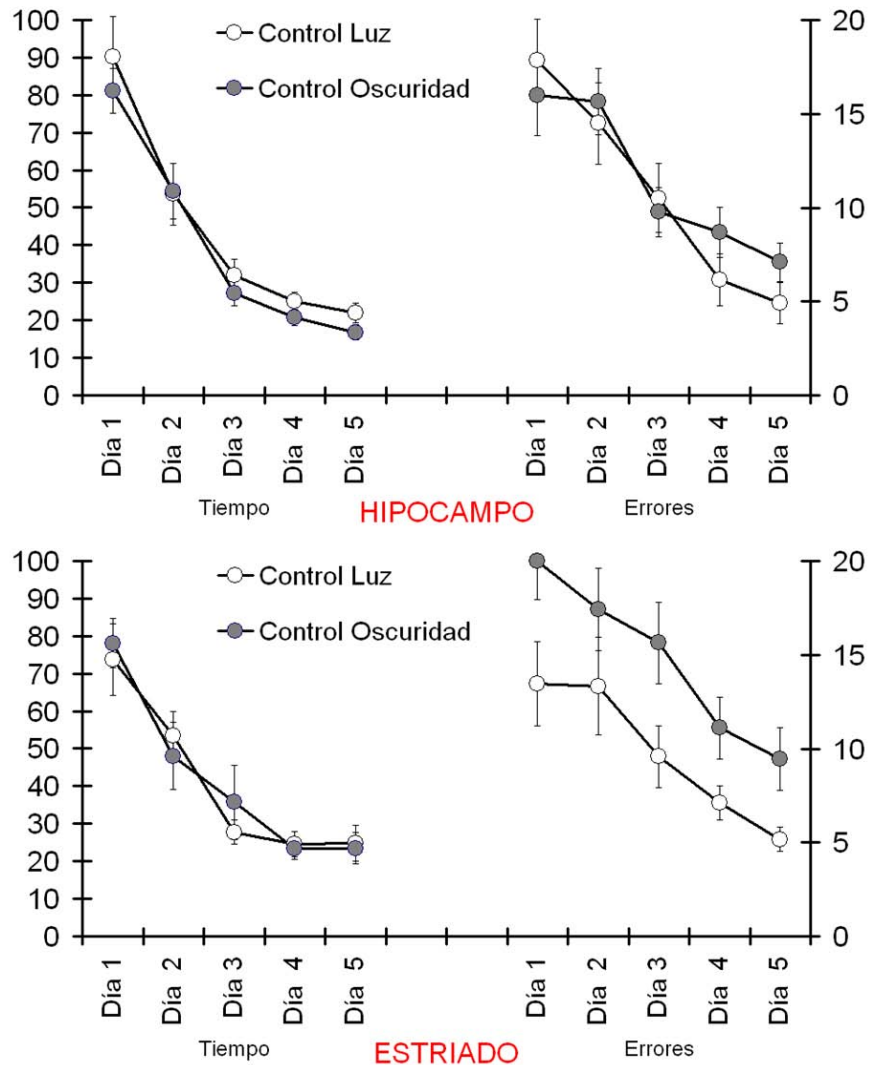 100
90
80
70
60
50
40
30
20
10
0
Control Luz
Control Oscuridad
20
15
10
5
0
Día 1
Día 2
Día 3
Día 4
Día 5
Día 1
Día 2
Día 3
Día 4
Día 5
Tiempo
HIPOCAMPO
Errores
100
90
80
70
60
50
40
30
20
10
0
Control Luz
Control Oscuridad
20
15
10
5
0
Día 1
Día 2
Día 3
Día 4
Día 5
Día 1
Día 2
Día 3
Día 4
Día 5
Tiempo
ESTRIADO
Errores